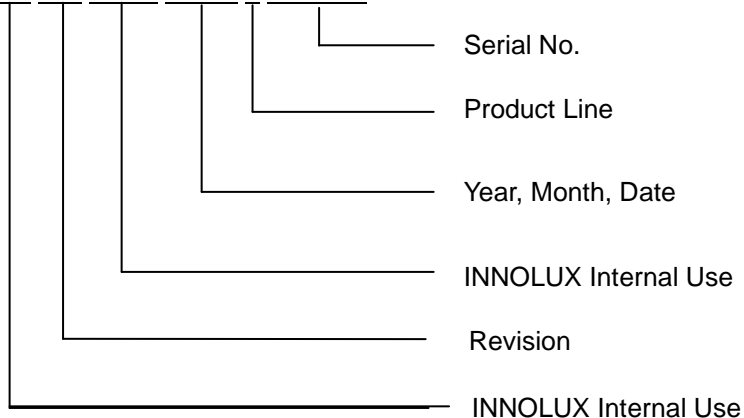 Serial No.
Product Line
Year, Month, Date
INNOLUX Internal Use
Revision
INNOLUX Internal Use